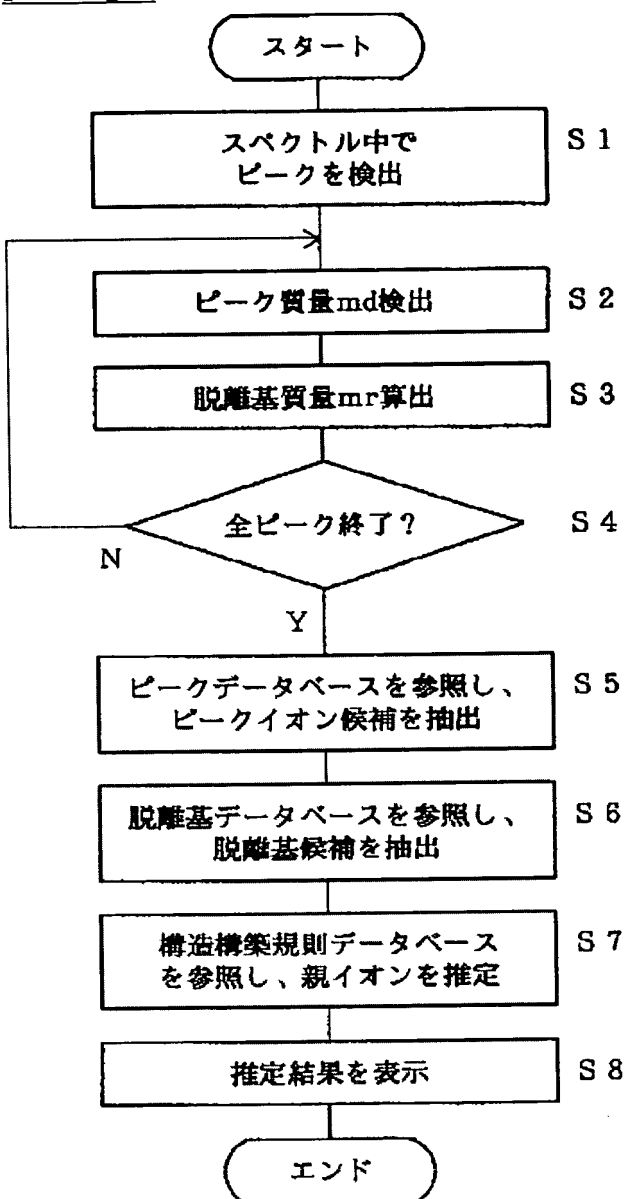 スタート
スペクトル中で
ピークを検出
S 1
ピーク質量md検出
S 2
脱離基質量mr算出
S 3
全ピーク終了?
S 4
N
Y
ピークデータベースを参照し、
ピークイオン候補を抽出
S 5
脱離基データベースを参照し、
脱離基候補を抽出
S 6
構造構築規則データベース
を参照し、親イオンを推定
S 7
推定結果を表示
S 8
エンド